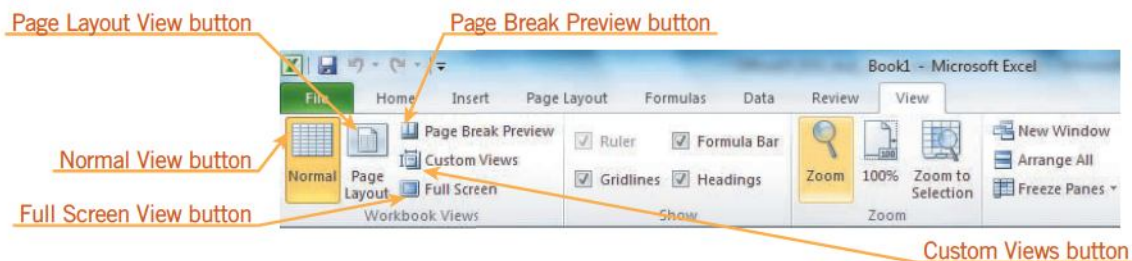 Page Layout View button
Page Break Preview button
Book1 - Microsoft Excel
File Home Insert Page Layout Formulas Data Review View
Normal View button
Full Screen View button
Normal
Page Layout
Page Break Preview
Custom Views
Full Screen
Workbook Views
Ruler
Formula Bar
Gridlines
Headings
Show
Zoom
100%
Zoom to Selection
Zoom
New Window
Arrange All
Freeze Panes
Custom Views button